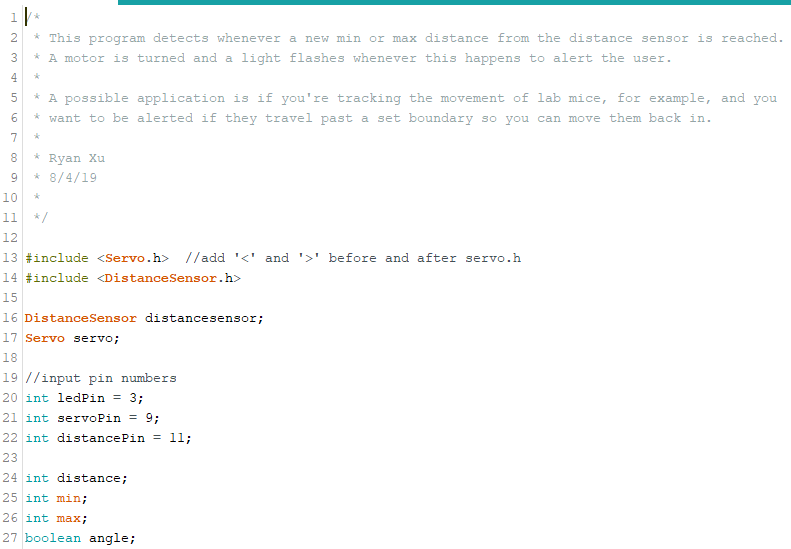 1 /*
2  * This program detects whenever a new min or max distance from the distance sensor is reached.
3  * A motor is turned and a light flashes whenever this happens to alert the user.
4  *
5  * A possible application is if you're tracking the movement of lab mice, for example, and you
6  * want to be alerted if they travel past a set boundary so you can move them back in.
7  *
8  * Ryan Xu
9  * 8/4/19
10  *
11  */
12
13 #include <Servo.h>  //add '<' and '>' before and after servo.h
14 #include <DistanceSensor.h>
15
16 DistanceSensor distancesensor;
17 Servo servo;
18
19 //input pin numbers
20 int ledPin = 3;
21 int servoPin = 9;
22 int distancePin = 11;
23
24 int distance;
25 int min;
26 int max;
27 boolean angle;